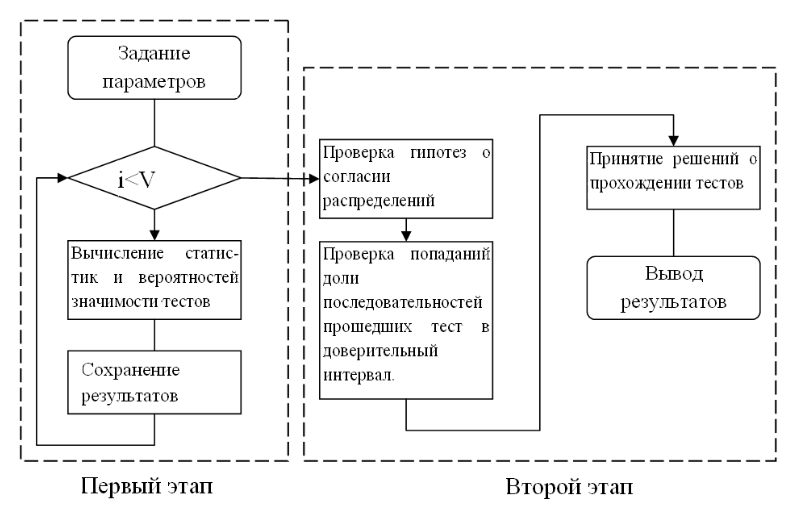 Задание
параметров
i<V
Вычисление статис-
тик и вероятностей
значимости тестов
Сохранение
результатов
Первый этап
Проверка гипотез о
согласии
распределений
Проверка попаданий
доли
последовательностей
прошедших тест в
доверительный
интервал.
Принятие решений о
прохождении тестов
Вывод
результатов
Второй этап